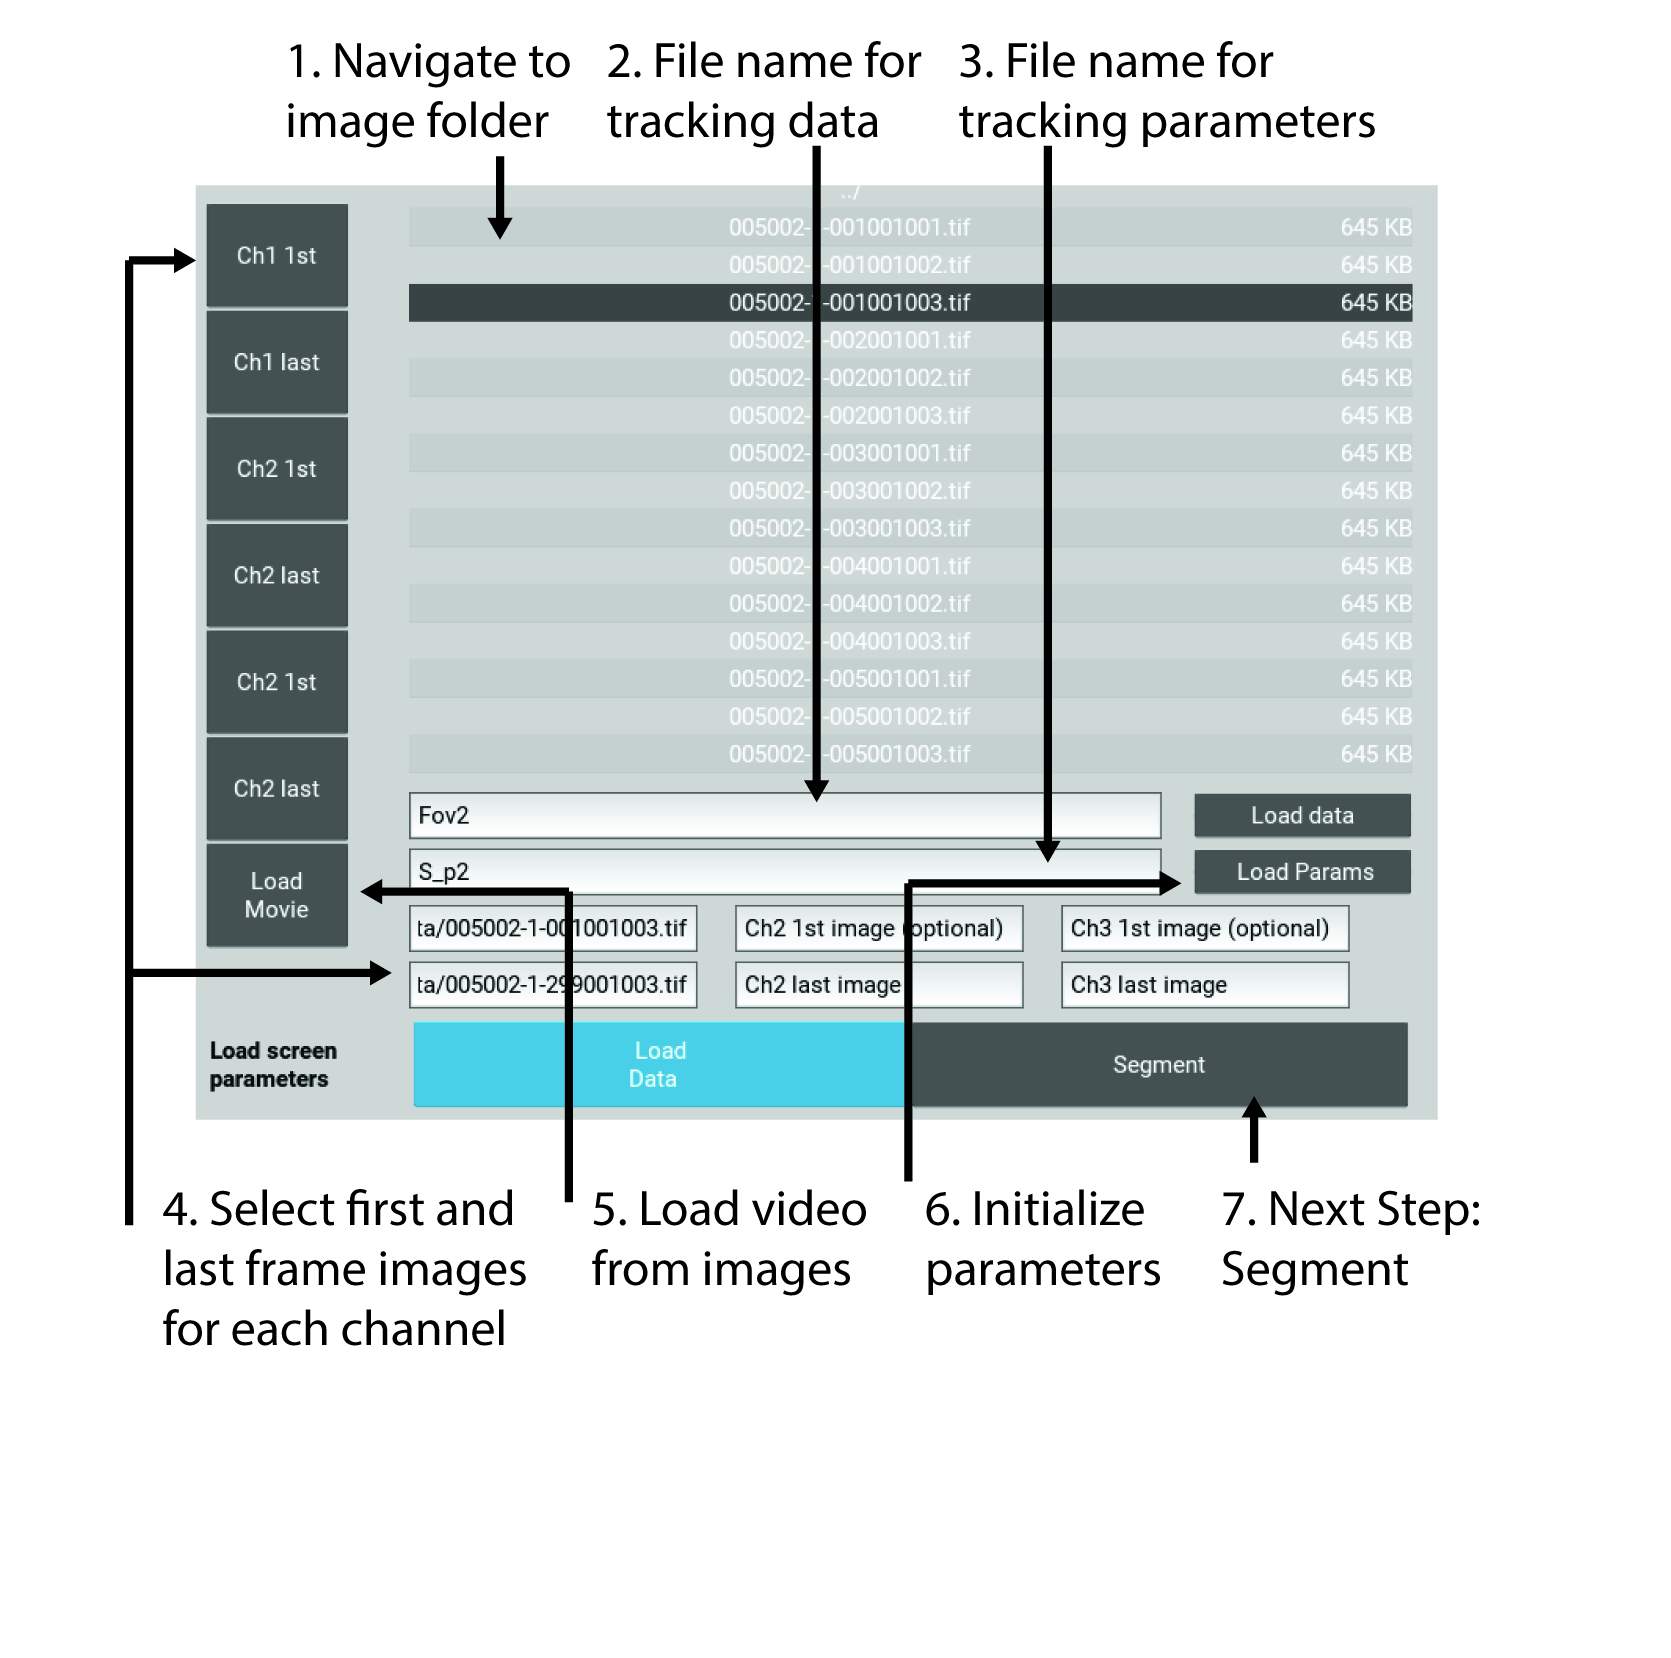 1. Navigate to
image folder
2. File name for
tracking data
3. File name for
tracking parameters
../
Ch1 1st
Ch1 last
Ch2 1st
Ch2 last
Ch2 1st
Ch2 last
Load
Movie
005002- -001001001.tif 645 KB
005002- -001001002.tif 645 KB
005002- -001001003.tif 645 KB
005002- -002001001.tif 645 KB
005002- -002001002.tif 645 KB
005002- -002001003.tif 645 KB
005002- -003001001.tif 645 KB
005002- -003001002.tif 645 KB
005002- -003001003.tif 645 KB
005002- -004001001.tif 645 KB
005002- -004001002.tif 645 KB
005002- -004001003.tif 645 KB
005002- -005001001.tif 645 KB
005002- -005001002.tif 645 KB
005002- -005001003.tif 645 KB
Fov2
Load data
S_p2
Load Params
ta/005002-1-001001003.tif
Ch2 1st image (optional)
Ch3 1st image (optional)
ta/005002-1-299001003.tif
Ch2 last image
Ch3 last image
Load screen
parameters
Load
Data
Segment
4. Select first and
last frame images
for each channel
5. Load video
from images
6. Initialize
parameters
7. Next Step:
Segment